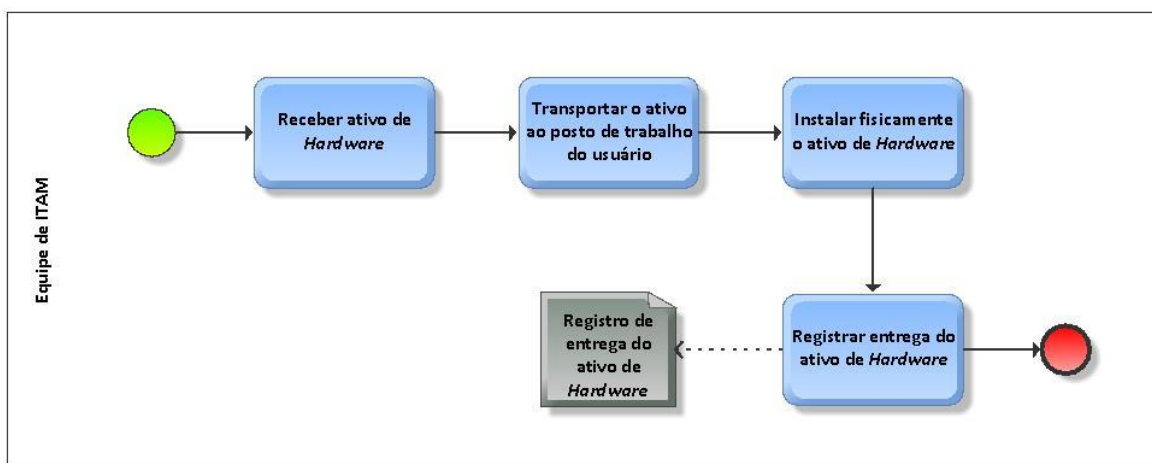 Equipe de ITAM
Receber ativo de
Hardware
Transportar o ativo
ao posto de trabalho
do usuário
Instalar fisicamente
o ativo de Hardware
Registrar entrega do
ativo de Hardware
Registro de
entrega do
ativo de
Hardware